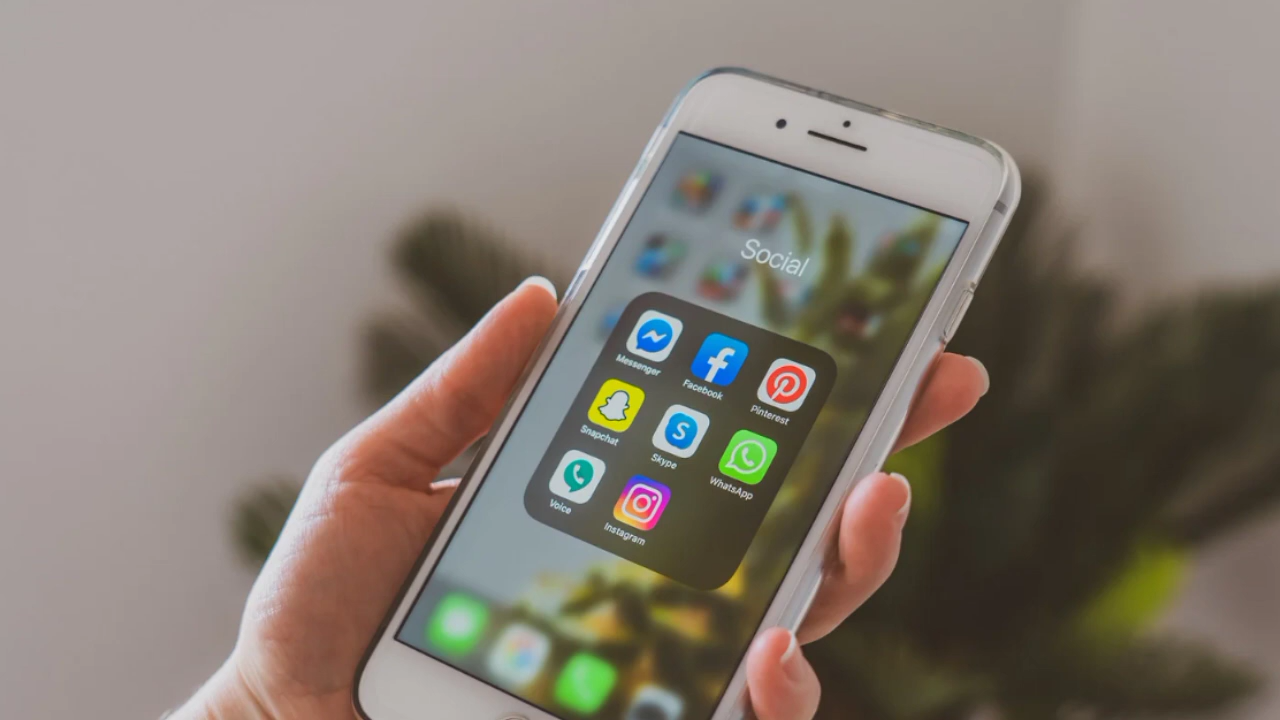 Social
Messenger
Facebook
Pinterest
Snapchat
Skype
WhatsApp
Voice
Instagram